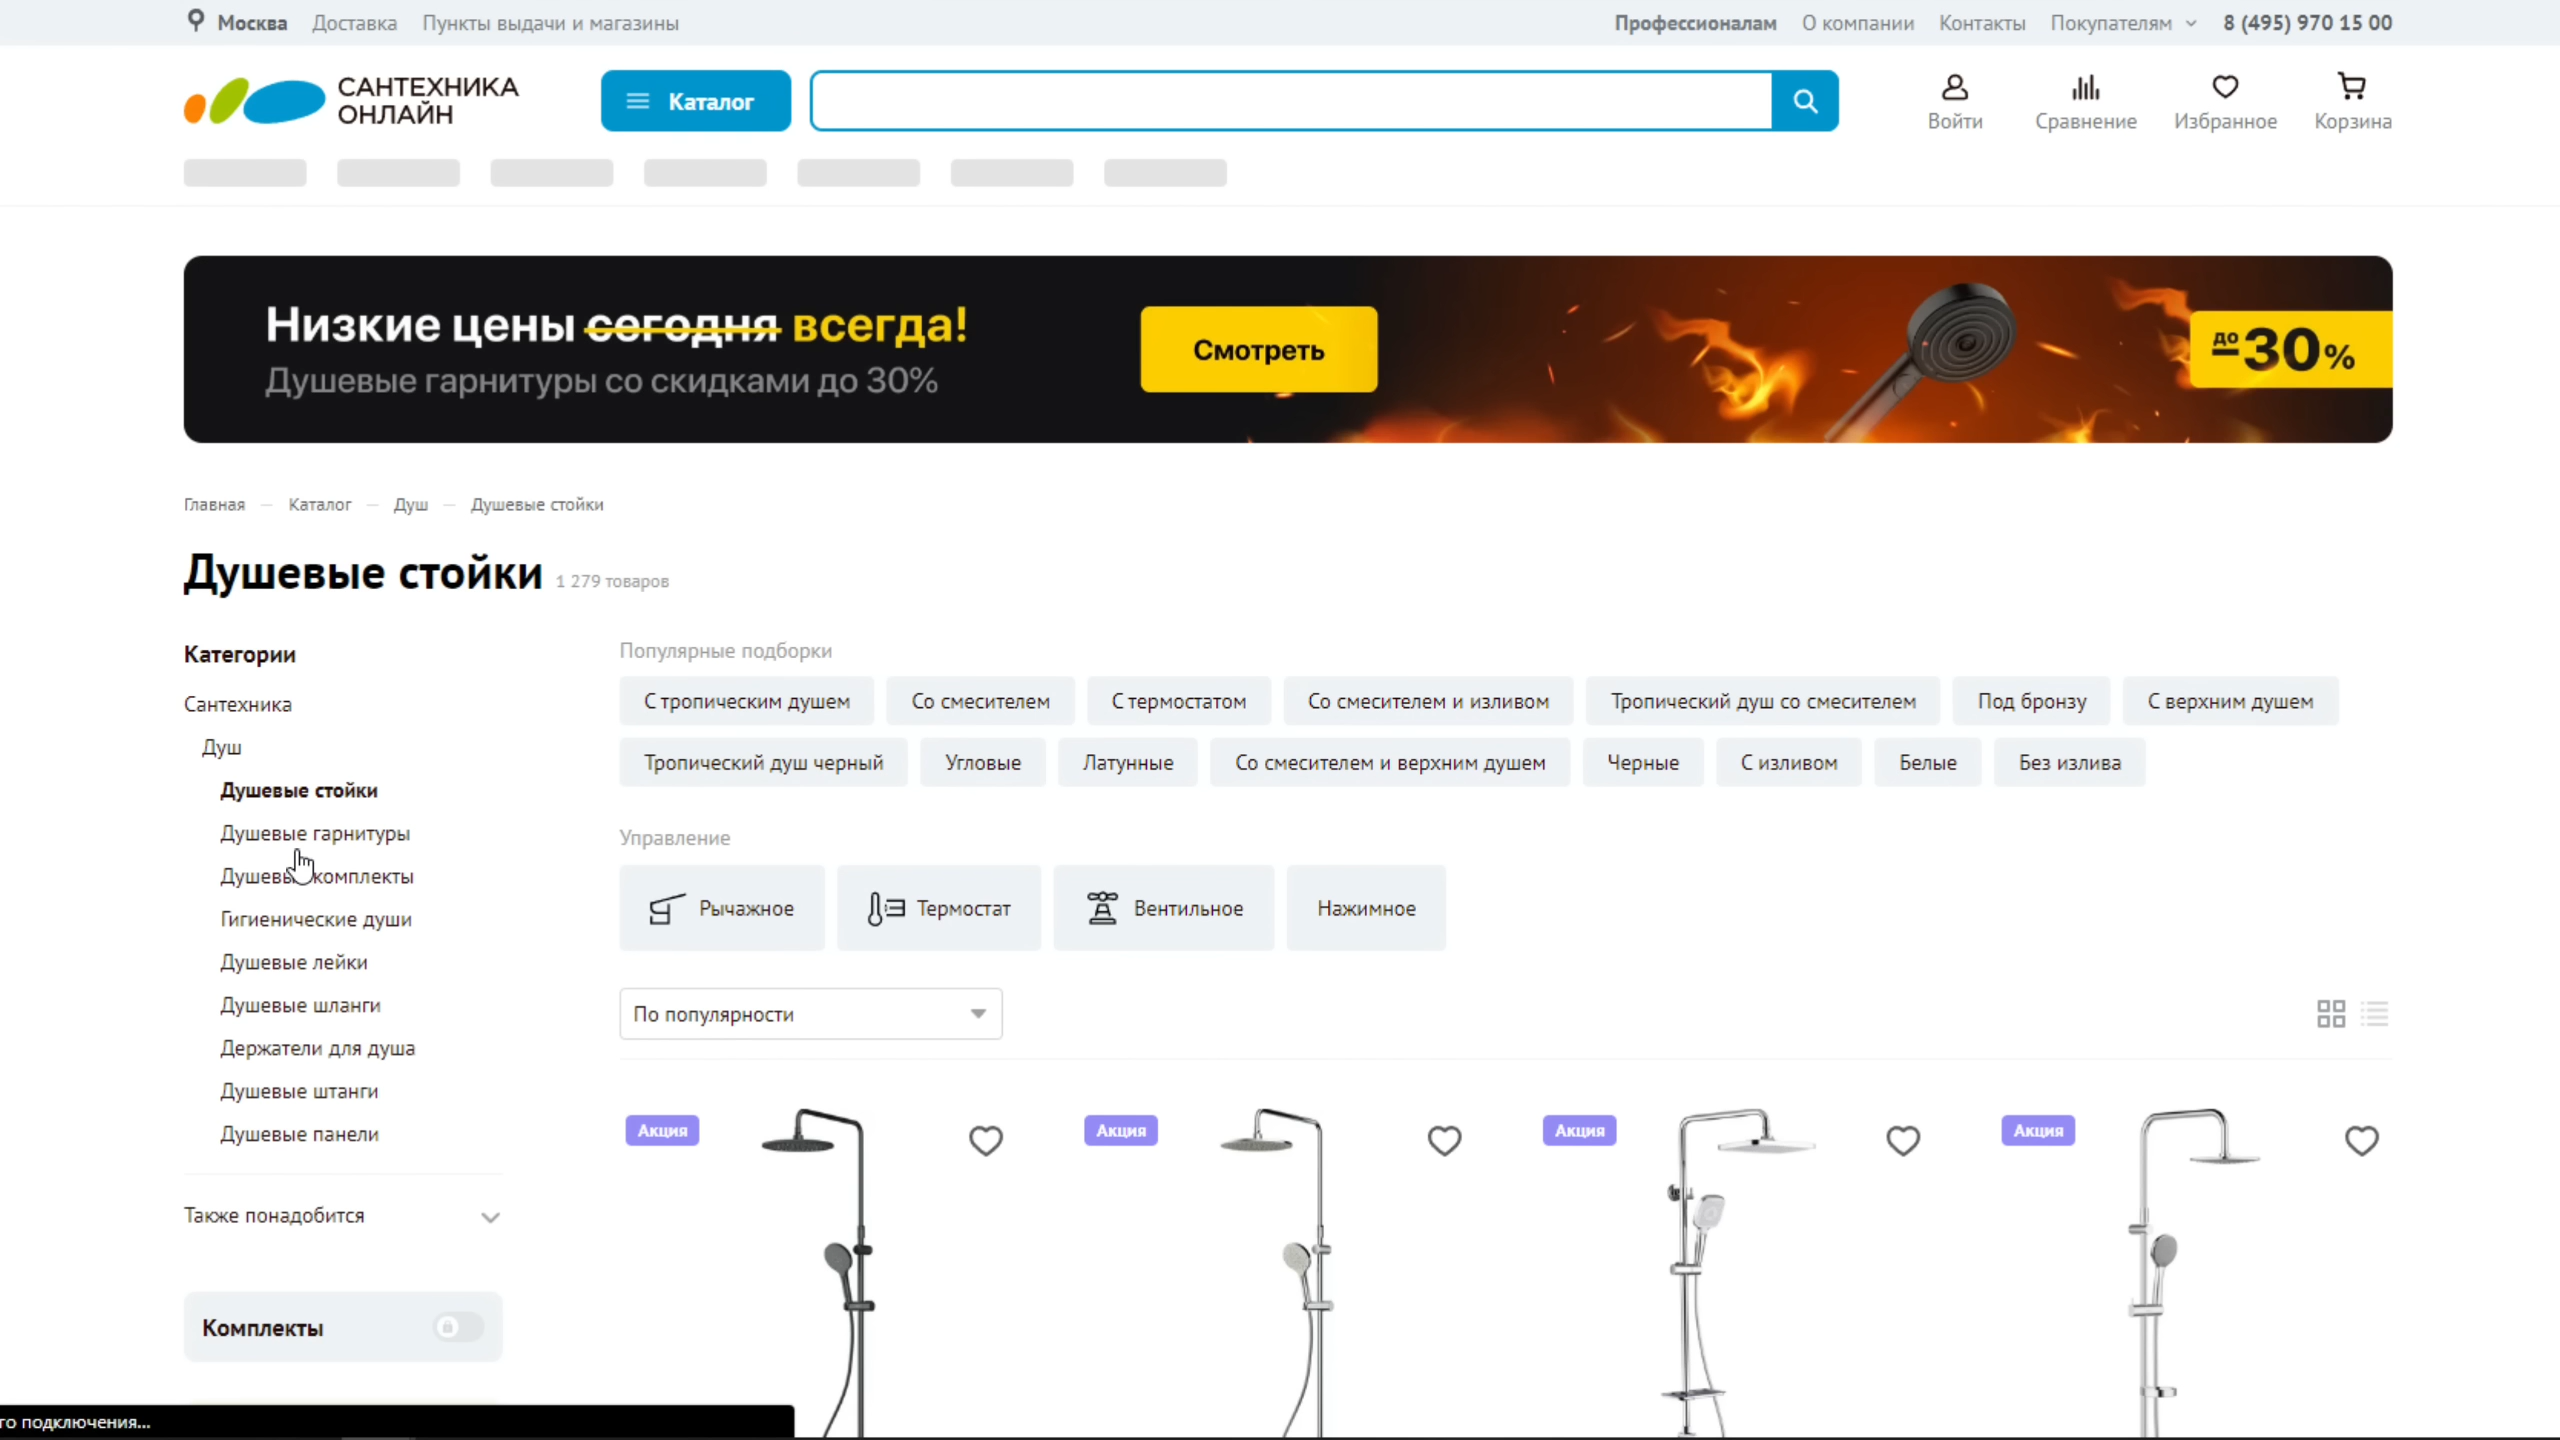 Москва Доставка Пункты выдачи и магазины Профессионалам О компании Контакты Покупателям 8 (495) 970 15 00
САНТЕХНИКА
ОНЛАЙН
Каталог
Войти Сравнение Избранное Корзина
Низкие цены сегодня всегда!
Душевые гарнитуры со скидками до 30%
Смотреть
до -30%
Главная — Каталог — Душ — Душевые стойки
Душевые стойки 1 279 товаров
Категории
Сантехника
Душ
Душевые стойки
Душевые гарнитуры
Душевые комплекты
Гигиенические души
Душевые лейки
Душевые шланги
Держатели для душа
Душевые штанги
Душевые панели
Также понадобится
Комплекты
Популярные подборки
С тропическим душем Со смесителем С термостатом Со смесителем и изливом Тропический душ со смесителем Под бронзу С верхним душем
Тропический душ черный Угловые Латунные Со смесителем и верхним душем Черные С изливом Белые Без излива
Управление
Рычажное Термостат Вентильное Нажимное
По популярности
Акция Акция Акция Акция
го подключения...